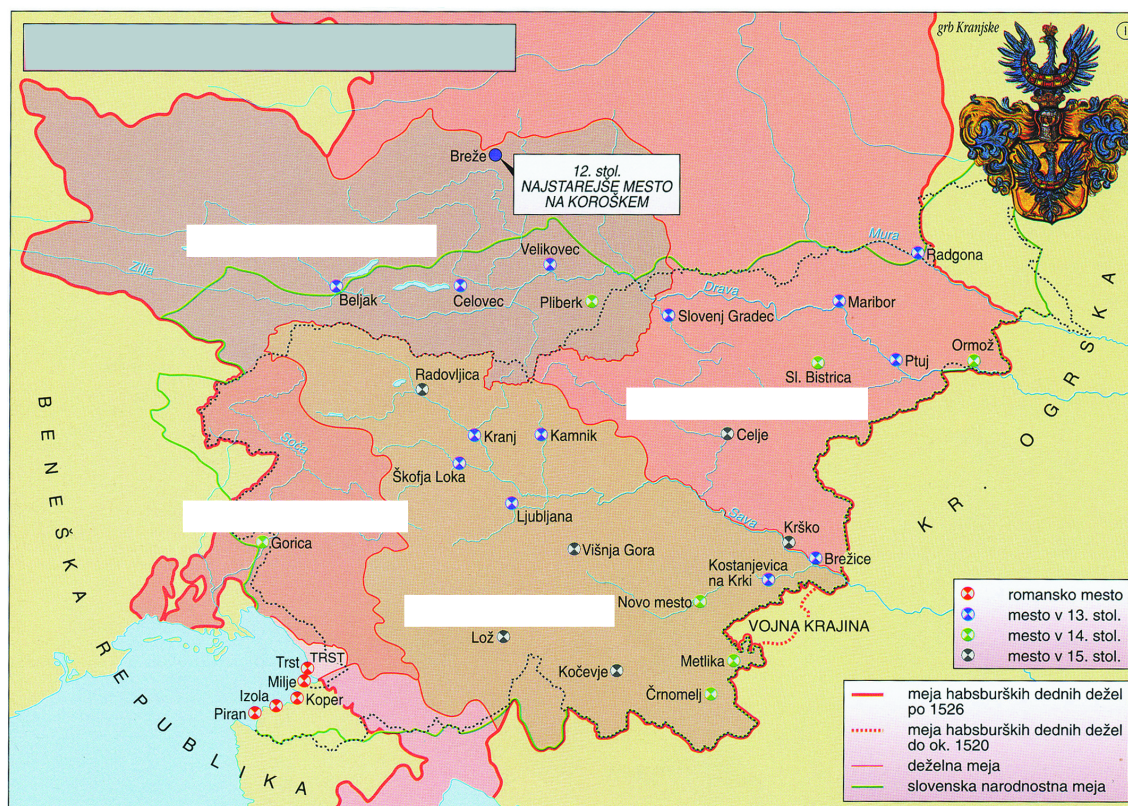 grb Kranjske
I
Breže
12. stol.
NAJSTAREJŠE MESTO
NA KOROŠKEM
Mura
Radgona
Velikovec
Zilja
Beljak
Celovec
Pliberk
Drava
Slovenj Gradec
Maribor
Ormož
Ptuj
Sl. Bistrica
Radovljica
Kranj
Kamnik
Celje
Soča
Škofja Loka
Ljubljana
Sava
Krško
Gorica
Višnja Gora
Brežice
Kostanjevica
na Krki
Novo mesto
VOJNA KRAJINA
Lož
Kočevje
Metlika
Črnomelj
TRST
Trst
Milje
Koper
Izola
Piran
BENEŠKA REPUBLIKA
KR. OGRSKA
romansko mesto
mesto v 13. stol.
mesto v 14. stol.
mesto v 15. stol.
meja habsburških dednih dežel
po 1526
meja habsburških dednih dežel
do ok. 1520
deželna meja
slovenska narodnostna meja